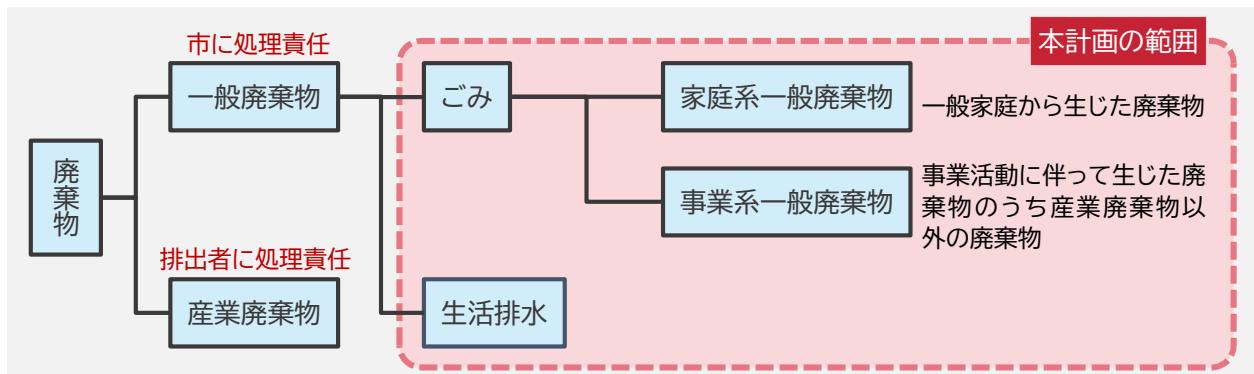 本計画の範囲
市に処理責任
一般廃棄物
ごみ
家庭系一般廃棄物
一般家庭から生じた廃棄物
廃棄物
事業系一般廃棄物
事業活動に伴って生じた廃
棄物のうち産業廃棄物以
外の廃棄物
排出者に処理責任
産業廃棄物
生活排水